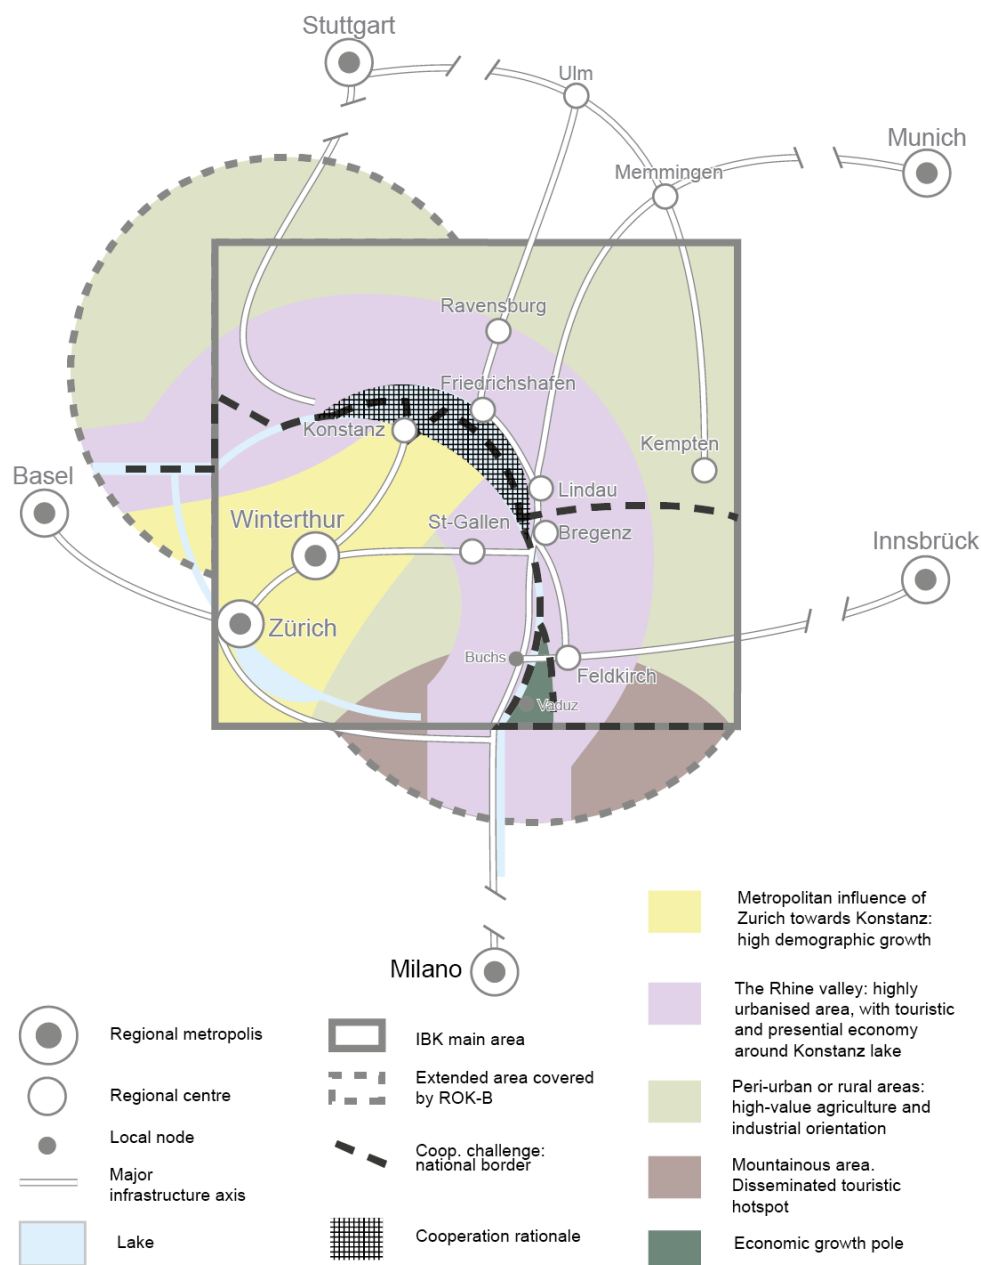 Stuttgart
Ulm
Munich
Memmingen
Ravensburg
Friedrichshafen
Konstanz
Kempten
Basel
Lindau
Winterthur
St-Gallen
Bregenz
Innsbrück
Zürich
Buchs
Feldkirch
Vaduz
Milano
Regional metropolis
Regional centre
Local node
Major
infrastructure axis
Lake
IBK main area
Extended area covered
by ROK-B
Coop. challenge:
national border
Cooperation rationale
Metropolitan influence of
Zurich towards Konstanz:
high demographic growth
The Rhine valley: highly
urbanised area, with touristic
and presential economy
around Konstanz lake
Peri-urban or rural areas:
high-value agriculture and
industrial orientation
Mountainous area.
Disseminated touristic
hotspot
Economic growth pole